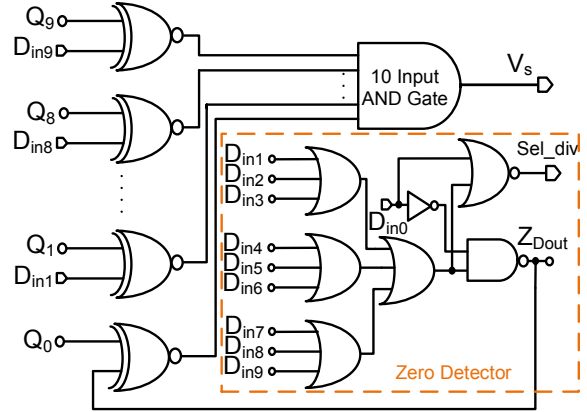 Q9
Din9
Q8
Din8
Q1
Din1
Q0
10 Input
AND Gate
Vs
Din1
Din2
Din3
Din4
Din5
Din6
Din7
Din8
Din9
Din0
Sel_div
ZDout
Zero Detector